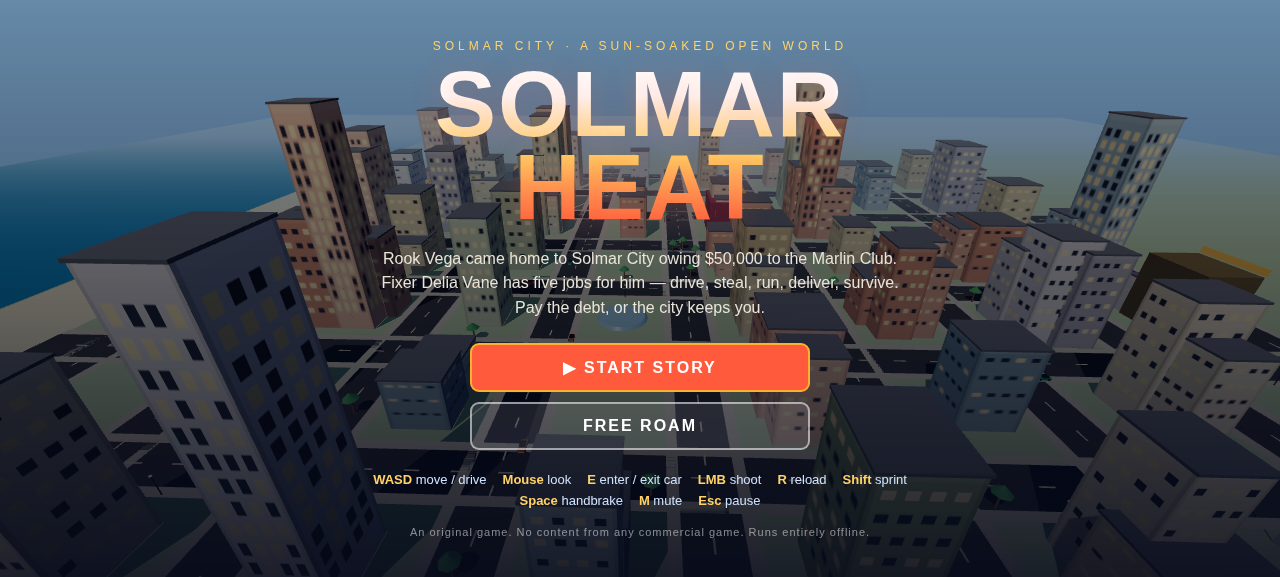 SOLMAR CITY · A SUN-SOAKED OPEN WORLD
SOLMAR
HEAT
Rook Vega came home to Solmar City owing $50,000 to the Marlin Club.
Fixer Delia Vane has five jobs for him — drive, steal, run, deliver, survive.
Pay the debt, or the city keeps you.
▶ START STORY
FREE ROAM
WASD move / drive Mouse look E enter / exit car LMB shoot R reload Shift sprint
Space handbrake M mute Esc pause
An original game. No content from any commercial game. Runs entirely offline.